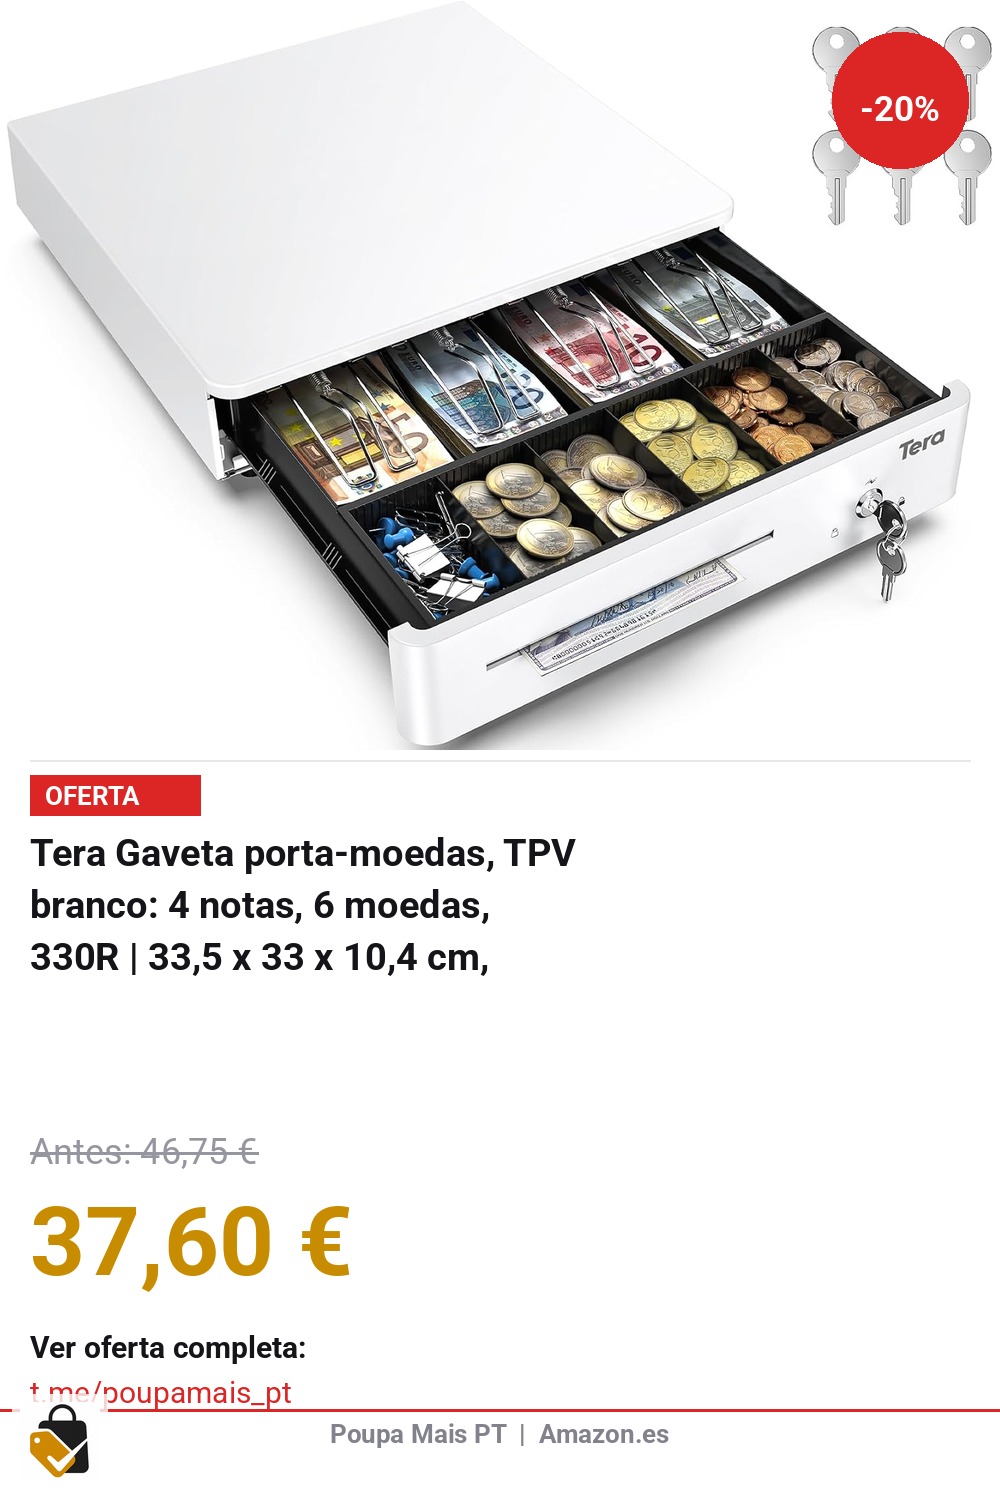 -20%
Tera
OFERTA
Tera Gaveta porta-moedas, TPV
branco: 4 notas, 6 moedas,
330R | 33,5 x 33 x 10,4 cm,
Antes: 46,75 €
37,60 €
Ver oferta completa:
t.me/poupamais_pt
Poupa Mais PT | Amazon.es